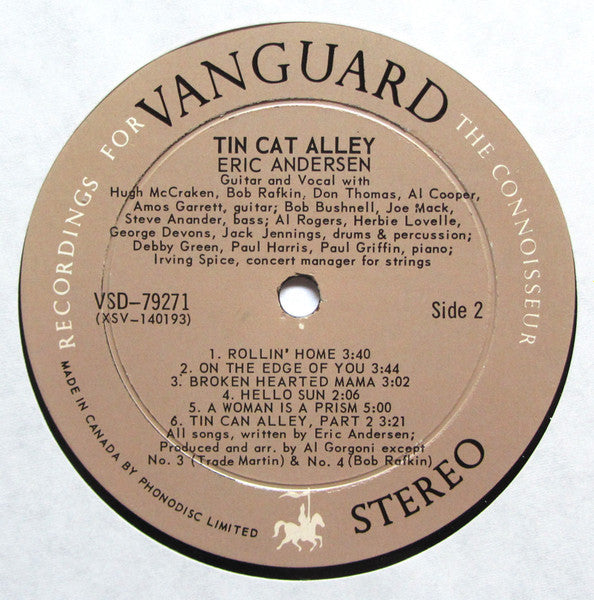 RECORDINGS FOR VANGUARD THE CONNOISSEUR
TIN CAT ALLEY
ERIC ANDERSEN
Guitar and Vocal with
Hugh McCraken, Bob Rafkin, Don Thomas, Al Cooper,
Amos Garrett, guitar; Bob Bushnell, Joe Mack,
Steve Anander, bass; Al Rogers, Herbie Lovelle,
George Devons, Jack Jennings, drums & percussion;
Debby Green, Paul Harris, Paul Griffin, piano;
Irving Spice, concert manager for strings
VSD-79271
(XSV-140193)
Side 2
1. ROLLIN' HOME 3:40
2. ON THE EDGE OF YOU 3:44
3. BROKEN HEARTED MAMA 3:02
4. HELLO SUN 2:06
5. A WOMAN IS A PRISM 5:00
6. TIN CAN ALLEY, PART 2 3:21
All songs, written by Eric Andersen;
Produced and arr. by Al Gorgoni except
No. 3 (Trade Martin) & No. 4 (Bob Rafkin)
MADE IN CANADA BY PHONODISC LIMITED
STEREO